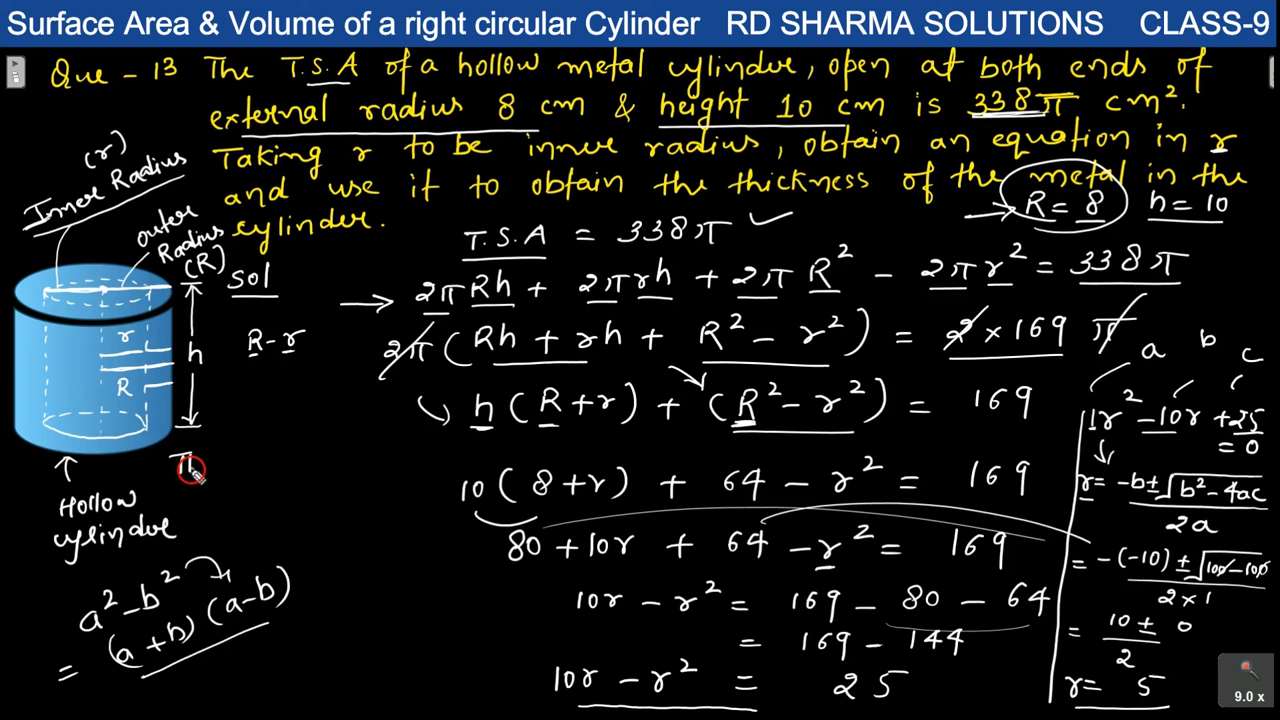 Surface Area & Volume of a right circular Cylinder RD SHARMA SOLUTIONS CLASS-9
Que - 13 The T.S.A of a hollow metal cylinder, open at both ends of
external radius 8 cm & height 10 cm is 338π cm².
Taking r to be inner radius, obtain an equation in r
and use it to obtain the thickness of the metal in the
cylinder.
R = 8 h = 10
(r)
Inner Radius
outer
Radius
(R)
r
R
h
Hollow
cylinder
π
Sol
R - r
a² - b²
= (a + b) (a - b)
T.S.A = 338π
2πRh + 2πrh + 2πR² - 2πr² = 338π
2π(Rh + rh + R² - r²) = 2 × 169 π
h(R + r) + (R² - r²) = 169
10(8 + r) + 64 - r² = 169
80 + 10r + 64 - r² = 169
10r - r² = 169 - 80 - 64
= 169 - 144
10r - r² = 25
a b c
1r² - 10r + 25
= 0
r = -b ± √b² - 4ac
2a
= -(-10) ± √100 - 100
2×1
= 10 ± 0
2
r = 5
9.0 x